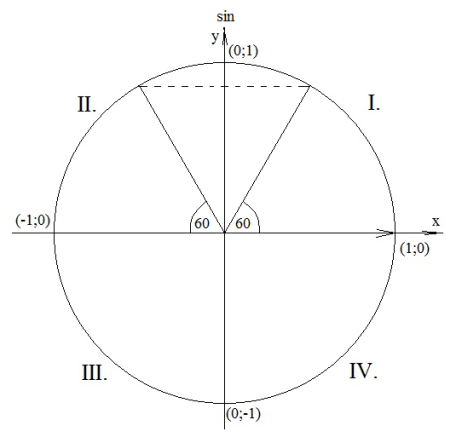 sin
y
(0;1)
II.
I.
(-1;0)
60
60
x
(1;0)
III.
IV.
(0;-1)